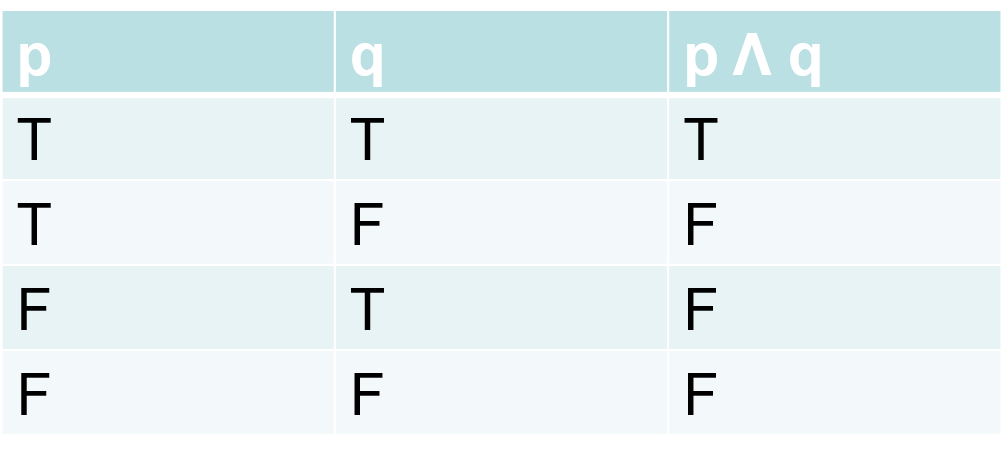 p q p Λ q
T T T
T F F
F T F
F F F